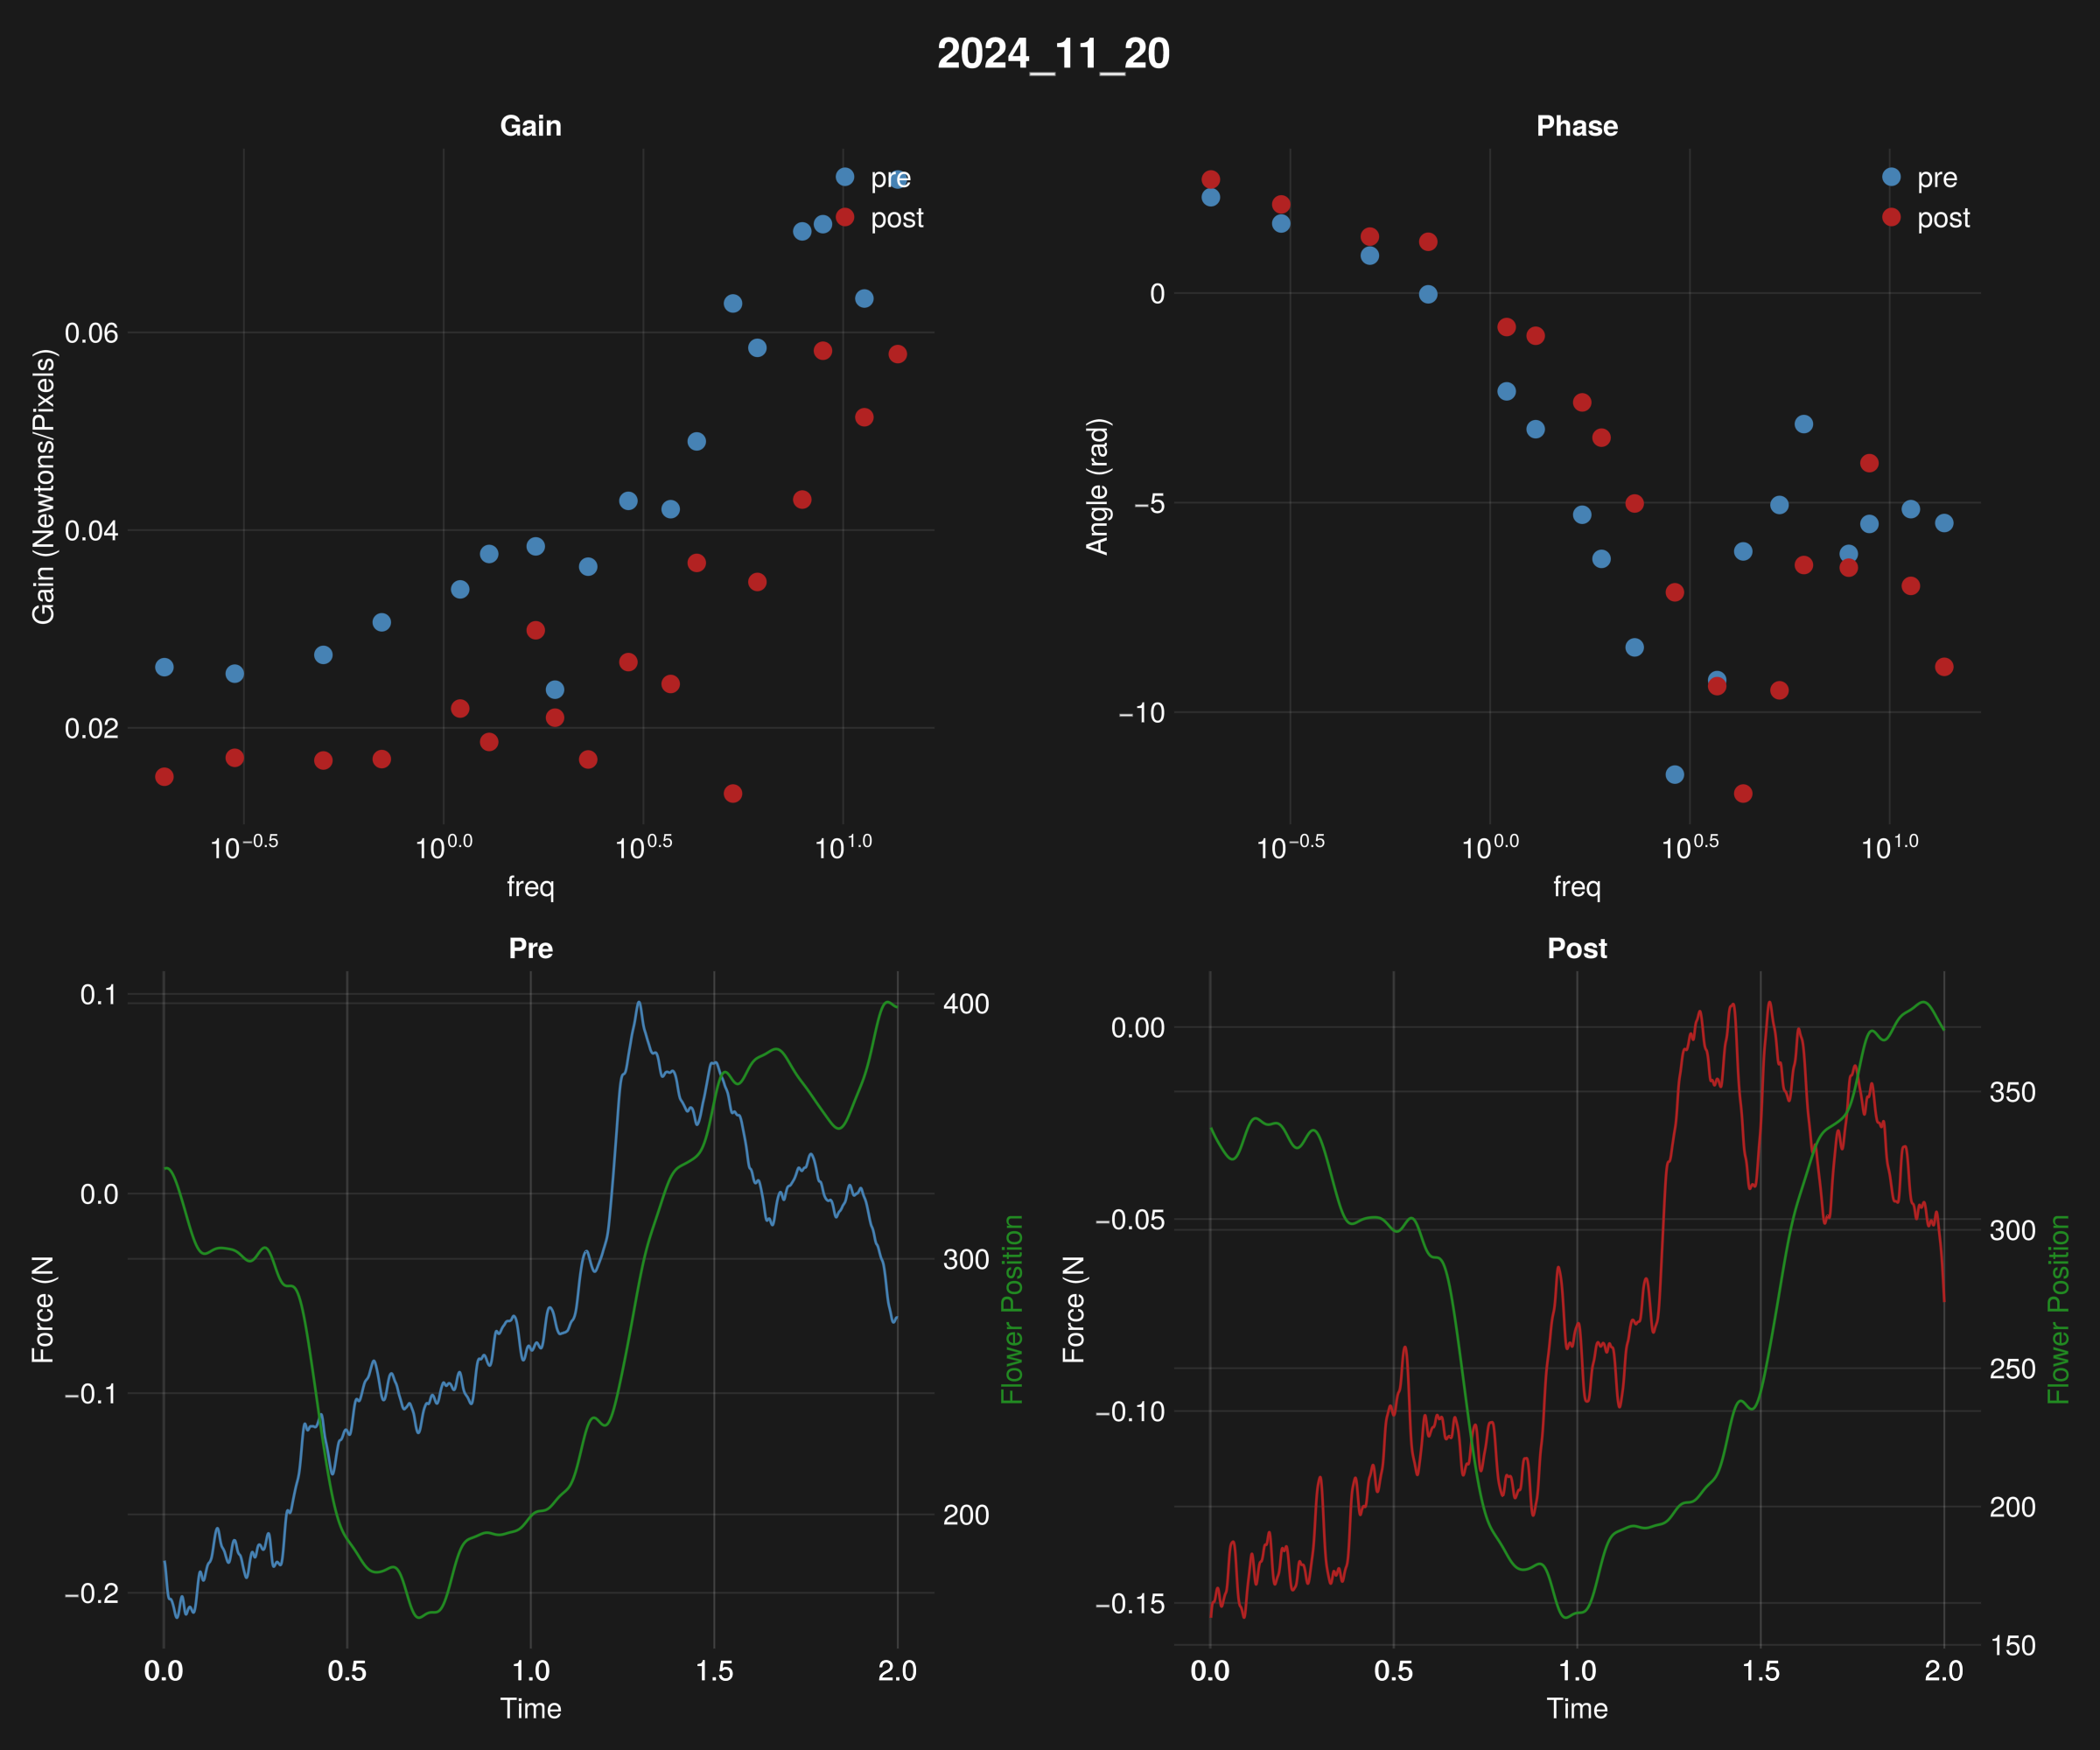 2024_11_20
Gain
pre
post
0.06
0.04
0.02
Gain (Newtons/Pixels)
10^−0.5 10^0.0 10^0.5 10^1.0
freq
Phase
pre
post
0
−5
−10
Angle (rad)
10^−0.5 10^0.0 10^0.5 10^1.0
freq
Pre
0.1
0.0
−0.1
−0.2
Force (N
400
300
200
Flower Position
0.0 0.5 1.0 1.5 2.0
Time
Post
0.00
−0.05
−0.10
−0.15
Force (N
350
300
250
200
150
Flower Position
0.0 0.5 1.0 1.5 2.0
Time